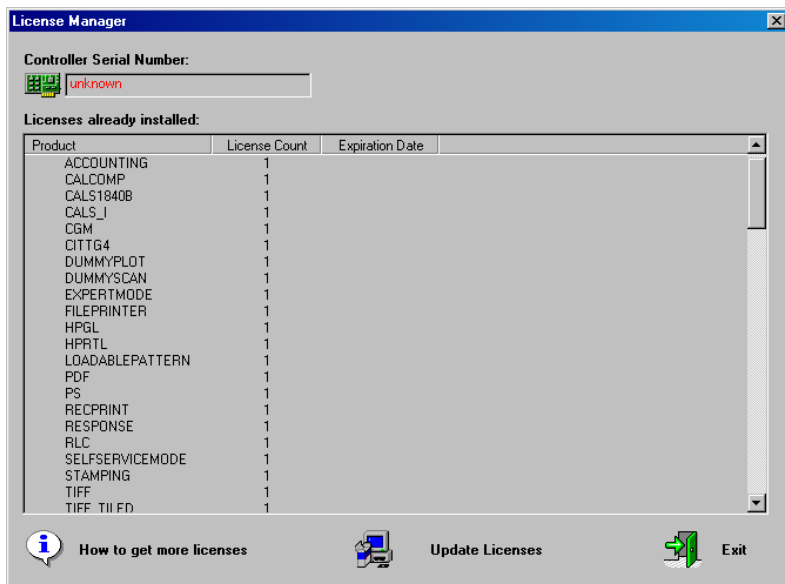 License Manager
Controller Serial Number:
unknown
Licenses already installed:
Product License Count Expiration Date
ACCOUNTING 1
CALCOMP 1
CALS1840B 1
CALS_I 1
CGM 1
CITTG4 1
DUMMYPLOT 1
DUMMYSCAN 1
EXPERTMODE 1
FILEPRINTER 1
HPGL 1
HPRTL 1
LOADABLEPATTERN 1
PDF 1
PS 1
RECPRINT 1
RESPONSE 1
RLC 1
SELFSERVICEMODE 1
STAMPING 1
TIFF 1
TIFF_TILED 1
How to get more licenses Update Licenses Exit